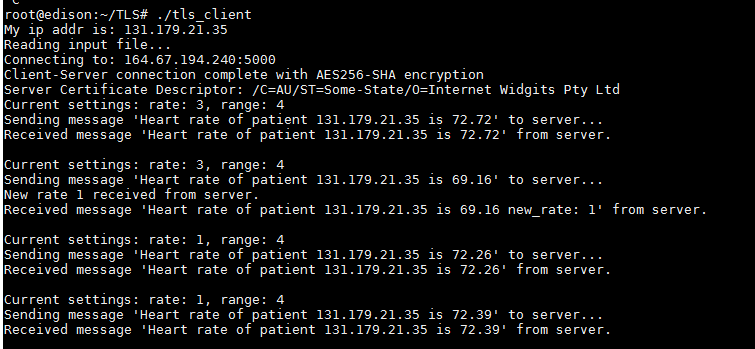 c
root@edison:~/TLS# ./tls_client
My ip addr is: 131.179.21.35
Reading input file...
Connecting to: 164.67.194.240:5000
Client-Server connection complete with AES256-SHA encryption
Server Certificate Descriptor: /C=AU/ST=Some-State/O=Internet Widgits Pty Ltd
Current settings: rate: 3, range: 4
Sending message 'Heart rate of patient 131.179.21.35 is 72.72' to server...
Received message 'Heart rate of patient 131.179.21.35 is 72.72' from server.
Current settings: rate: 3, range: 4
Sending message 'Heart rate of patient 131.179.21.35 is 69.16' to server...
New rate 1 received from server.
Received message 'Heart rate of patient 131.179.21.35 is 69.16 new_rate: 1' from server.
Current settings: rate: 1, range: 4
Sending message 'Heart rate of patient 131.179.21.35 is 72.26' to server...
Received message 'Heart rate of patient 131.179.21.35 is 72.26' from server.
Current settings: rate: 1, range: 4
Sending message 'Heart rate of patient 131.179.21.35 is 72.39' to server...
Received message 'Heart rate of patient 131.179.21.35 is 72.39' from server.